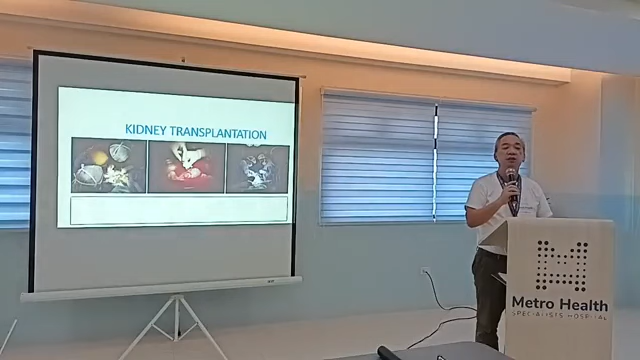 KIDNEY TRANSPLANTATION
Metro Health
SPECIALISTS HOSPITAL